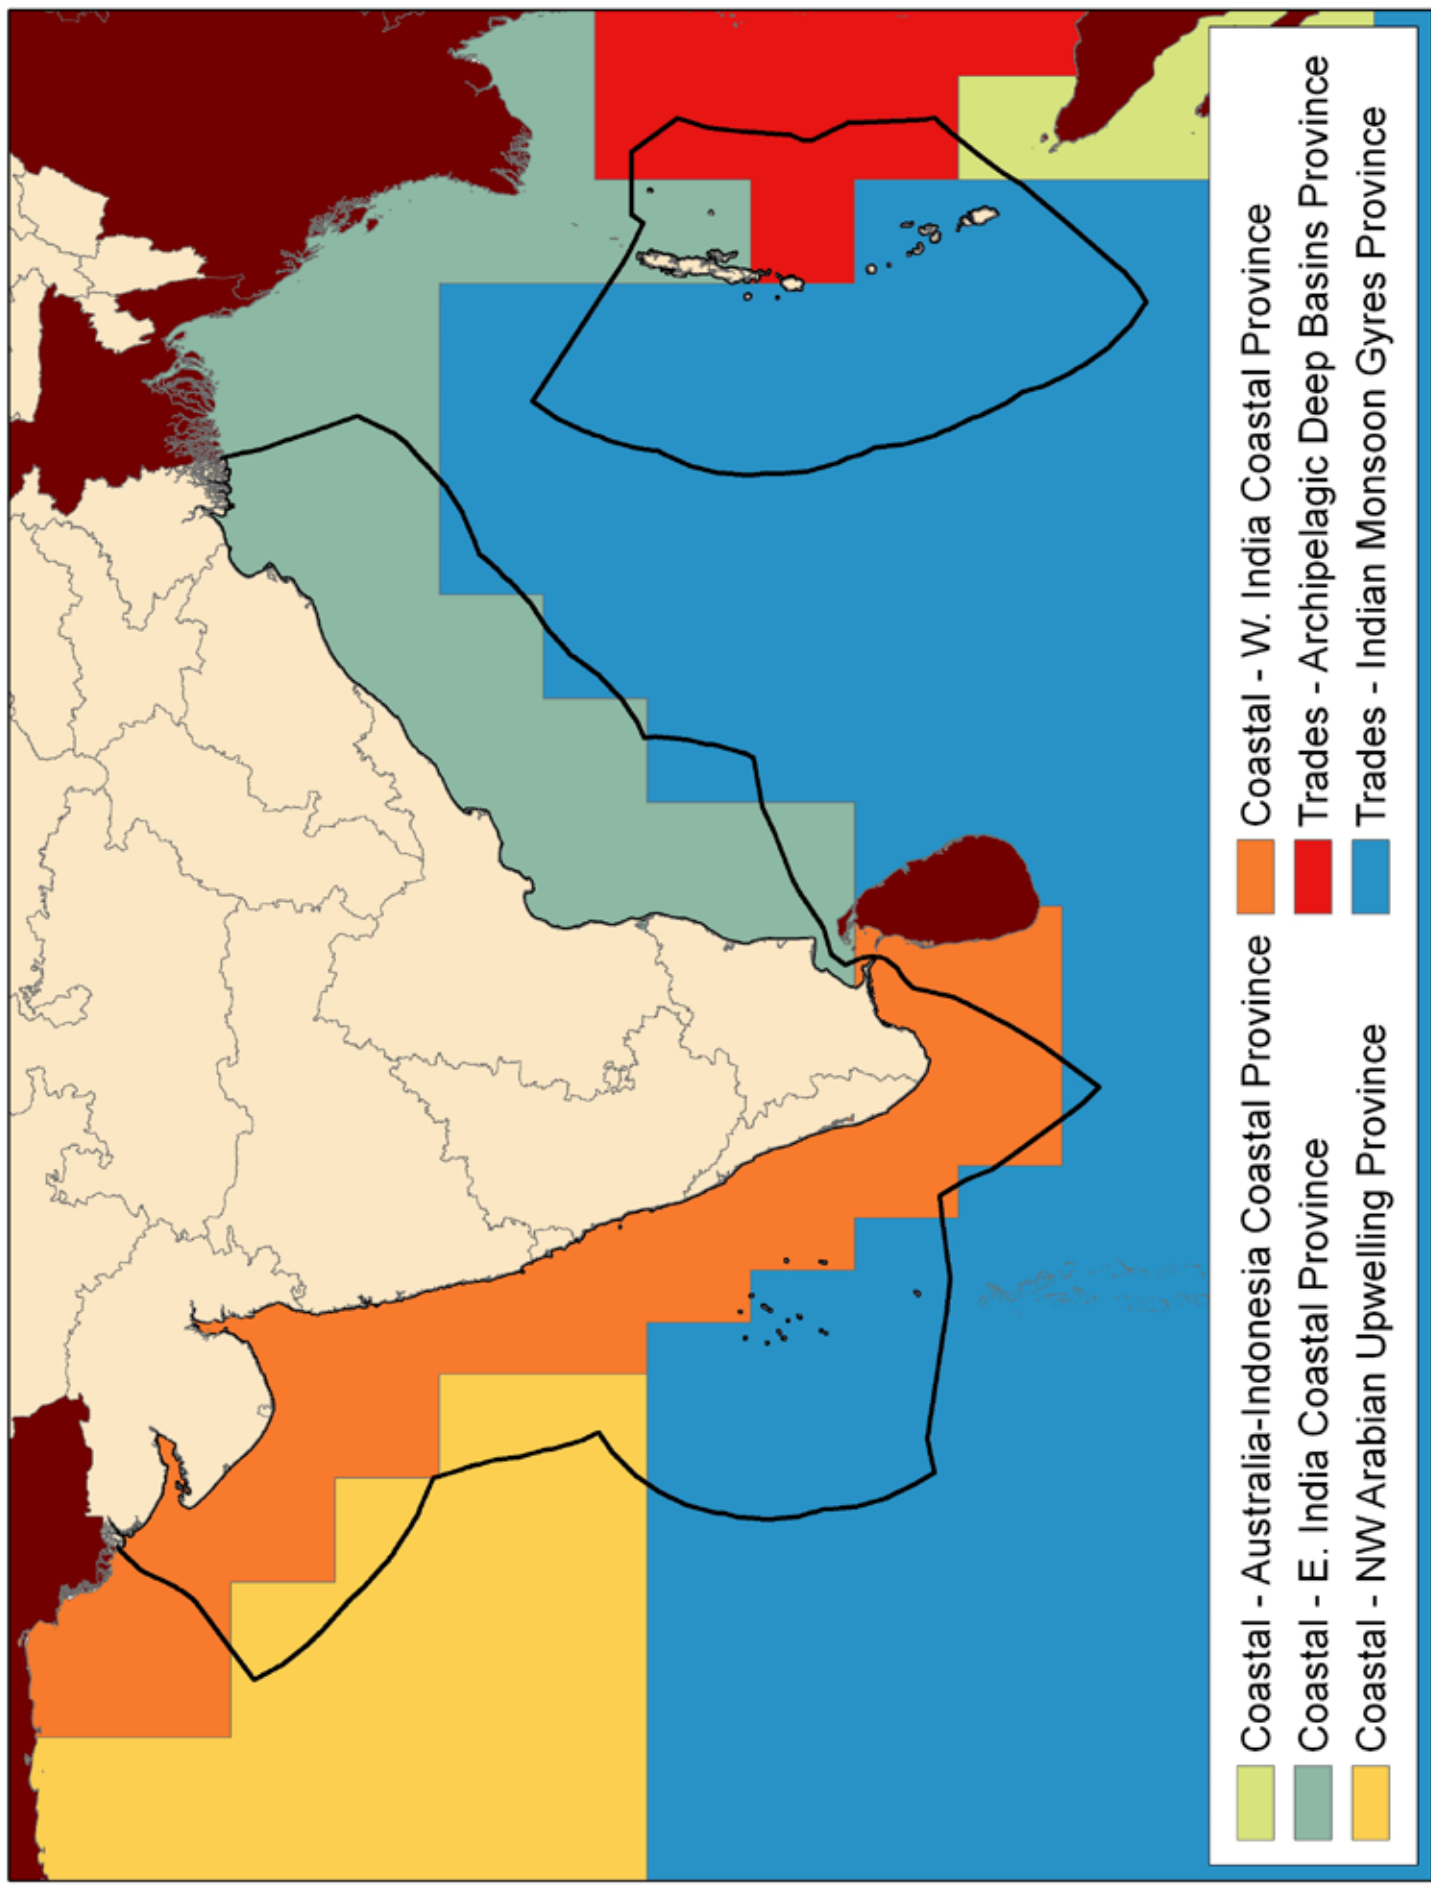 Coastal - Australia-Indonesia Coastal Province
Coastal - W. India Coastal Province
Coastal - E. India Coastal Province
Trades - Archipelagic Deep Basins Province
Coastal - NW Arabian Upwelling Province
Trades - Indian Monsoon Gyres Province